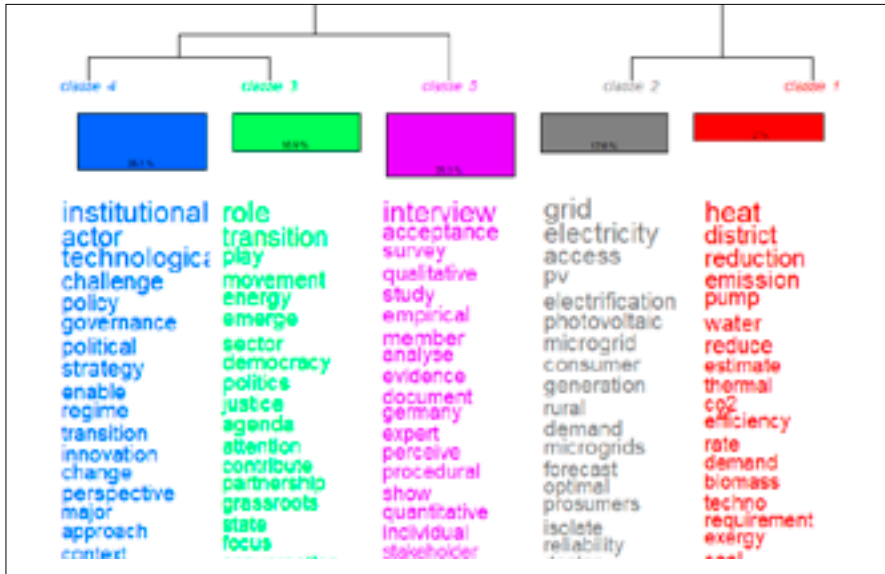 classe 4
classe 3
classe 5
classe 2
classe 1
institutional
actor
technologica
challenge
policy
governance
political
strategy
enable
regime
transition
innovation
change
perspective
major
approach
context
role
transition
play
movement
energy
emerge
sector
democracy
politics
justice
agenda
attention
contribute
partnership
grassroots
state
focus
interview
acceptance
survey
qualitative
study
empirical
member
analyse
evidence
document
germany
expert
perceive
procedural
show
quantitative
individual
stakeholder
grid
electricity
access
pv
electrification
photovoltaic
microgrid
consumer
generation
rural
demand
microgrids
forecast
optimal
prosumers
isolate
reliability
heat
district
reduction
emission
pump
water
reduce
estimate
thermal
co2
efficiency
rate
demand
biomass
techno
requirement
exergy